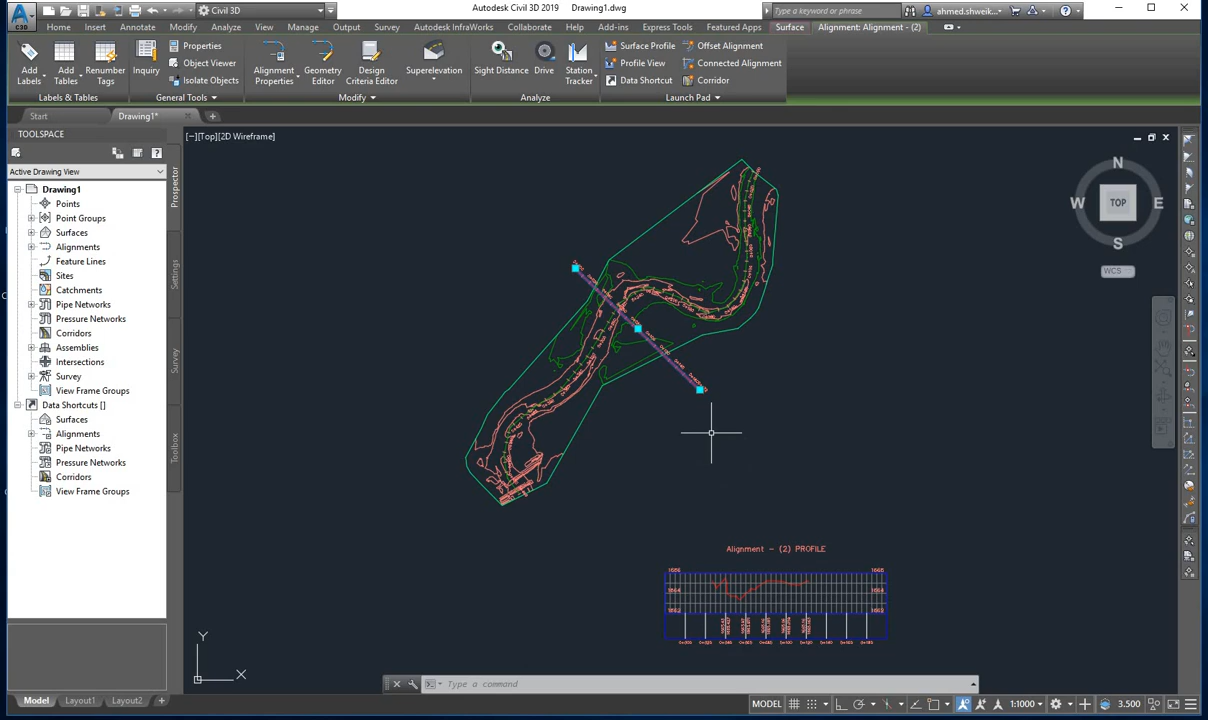 Civil 3D
Autodesk Civil 3D 2019 Drawing1.dwg
Type a keyword or phrase
ahmed.shweik...
C3D
Home Insert Annotate Modify Analyze View Manage Output Survey Autodesk InfraWorks Collaborate Help Add-ins Express Tools Featured Apps Surface Alignment: Alignment - (2)
Add Labels
Add Tables
Renumber Tags
Inquiry
Properties
Object Viewer
Isolate Objects
Alignment Properties
Geometry Editor
Design Criteria Editor
Superelevation
Sight Distance
Drive
Station Tracker
Surface Profile
Profile View
Data Shortcut
Offset Alignment
Connected Alignment
Corridor
Labels & Tables
General Tools
Modify
Analyze
Launch Pad
Start
Drawing1*
TOOLSPACE
[−][Top][2D Wireframe]
Active Drawing View
Drawing1
Points
Point Groups
Surfaces
Alignments
Feature Lines
Sites
Catchments
Pipe Networks
Pressure Networks
Corridors
Assemblies
Intersections
Survey
View Frame Groups
Data Shortcuts []
Surfaces
Alignments
Pipe Networks
Pressure Networks
Corridors
View Frame Groups
Prospector
Settings
Survey
Toolbox
N
W
TOP
E
S
WCS
Alignment - (2) PROFILE
Y
X
Type a command
Model
Layout1
Layout2
MODEL
1:1000
3.500